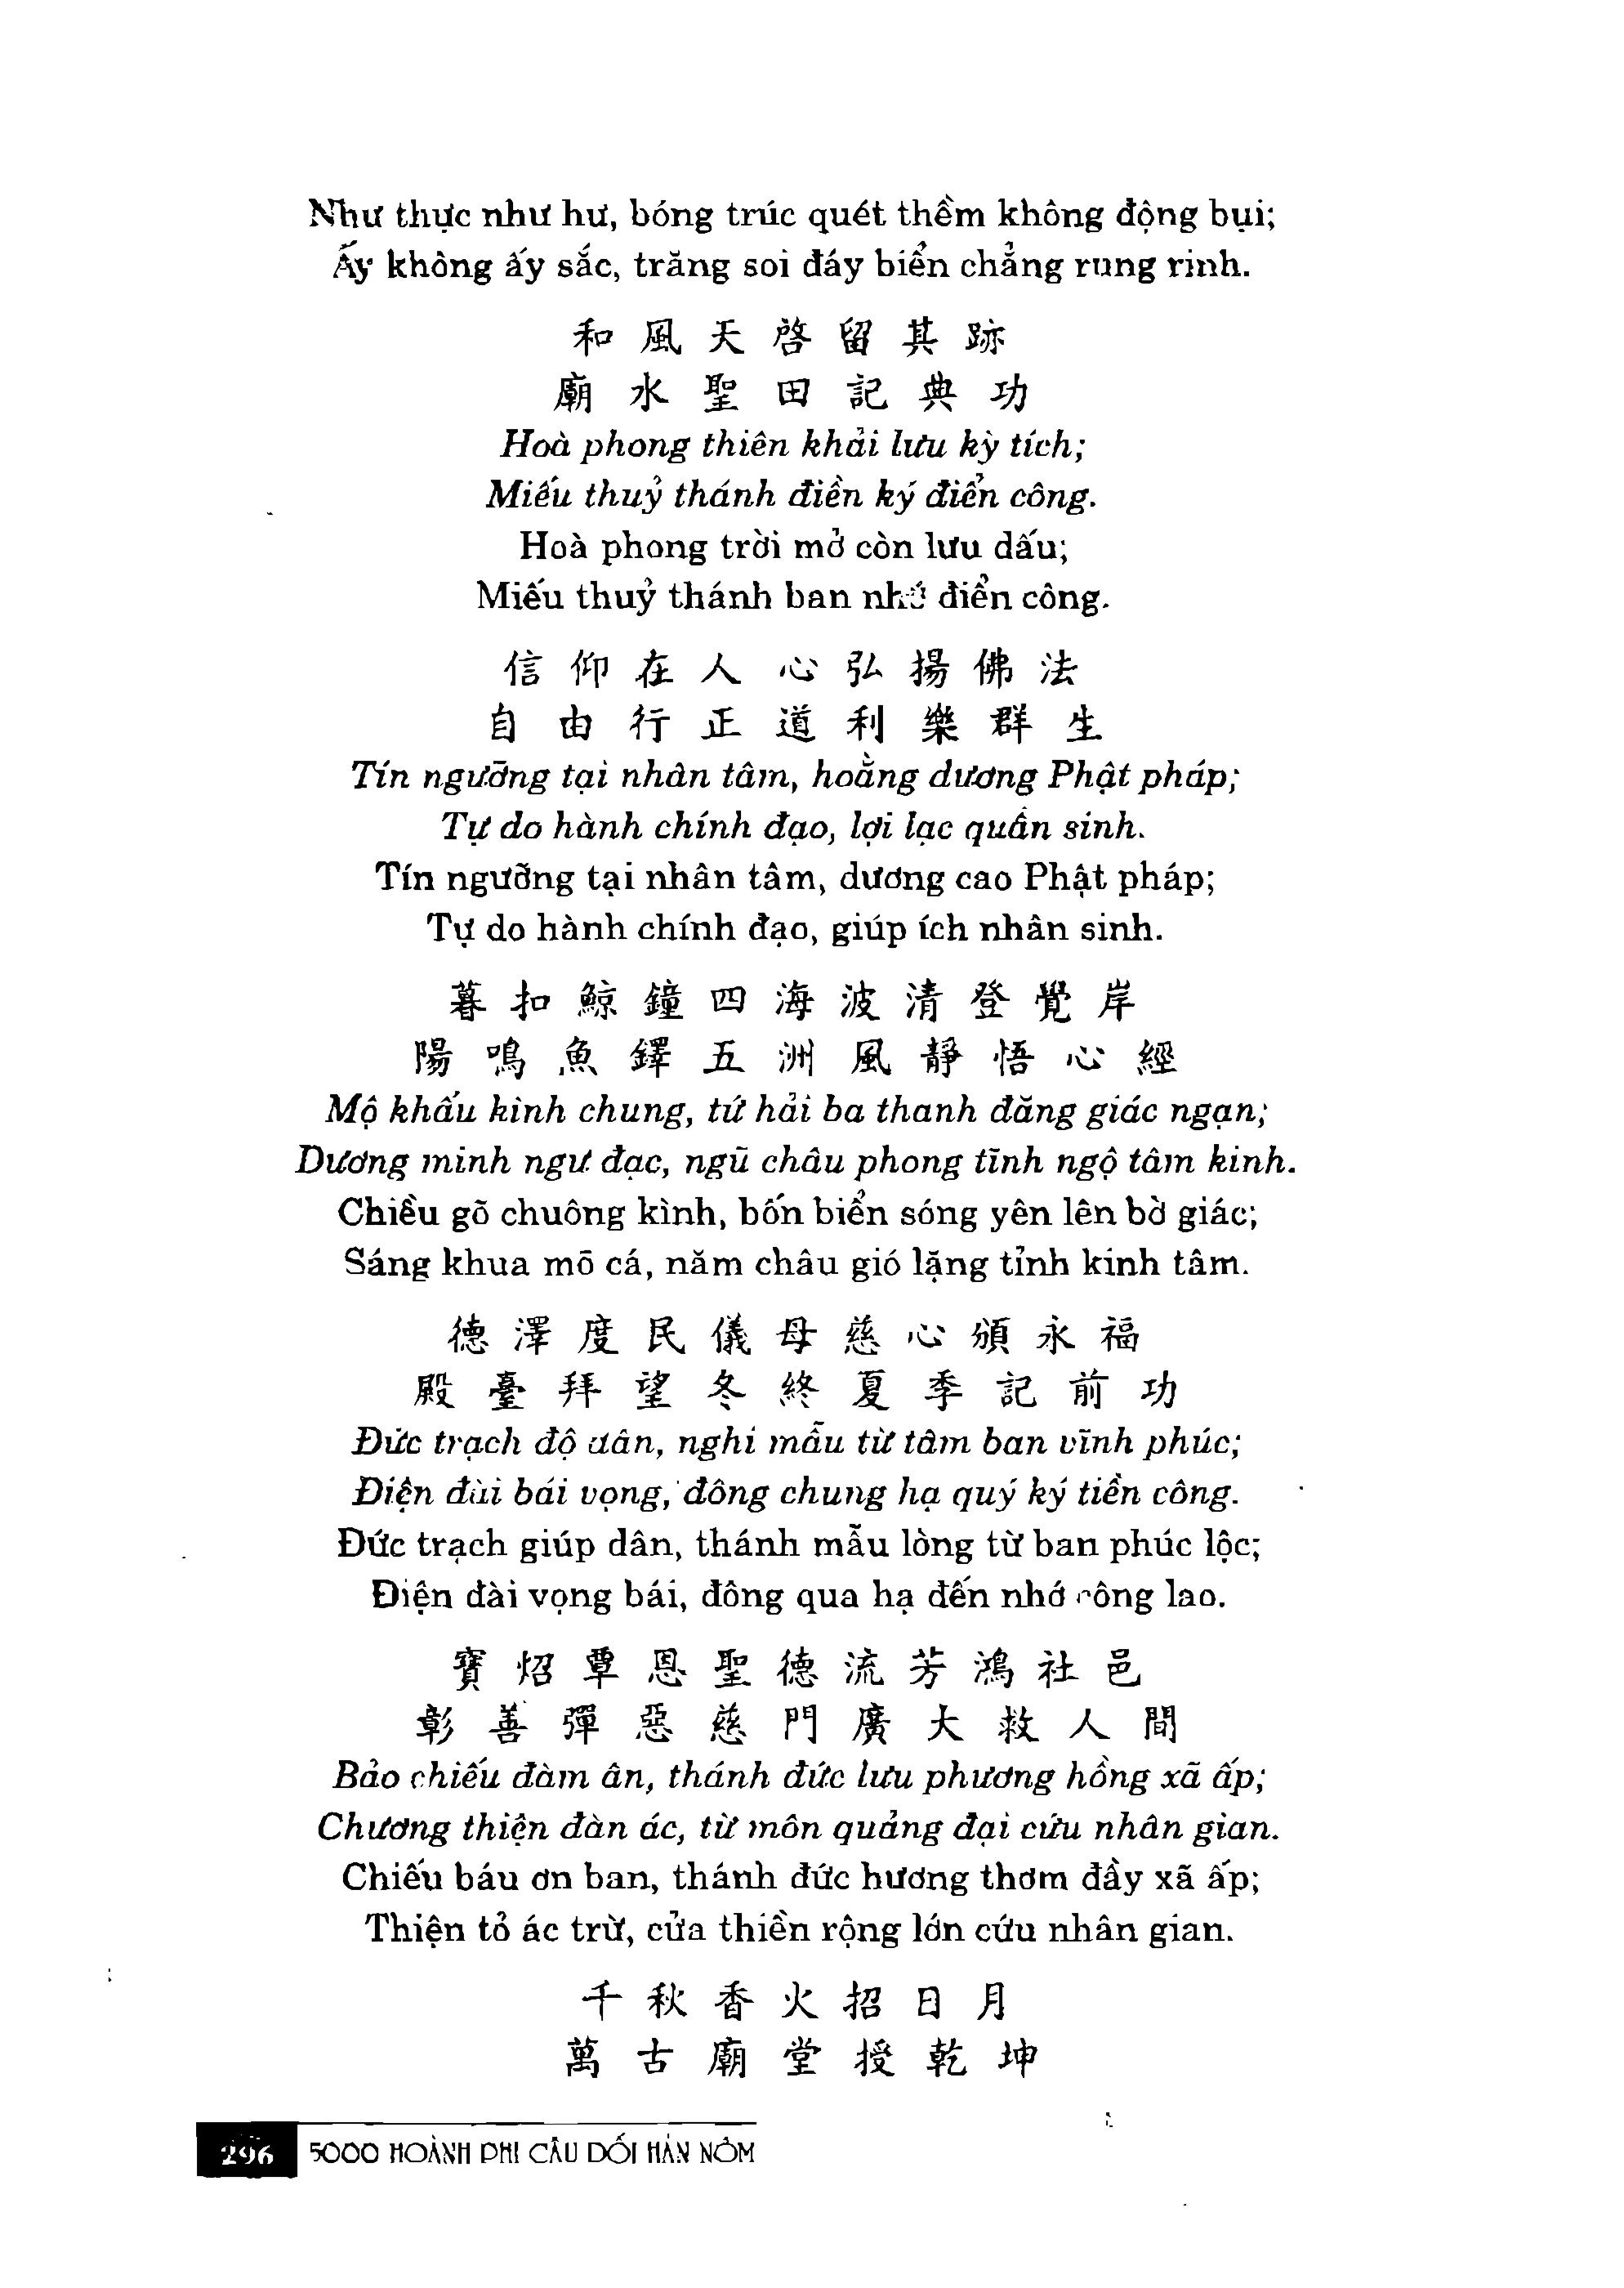 Như thực như hư, bóng trúc quét thềm không động bụi;
Ấy không ấy sắc, trăng soi đáy biển chẳng rung rinh.
和風天啓留其跡
廟水聖田記典功
Hoà phong thiên khải lưu kỳ tích;
Miếu thuỷ thánh điền ký điển công.
Hoà phong trời mở còn lưu dấu;
Miếu thuỷ thánh ban nhớ điển công.
信仰在人心弘揚佛法
自由行正道利樂群生
Tín ngưỡng tại nhân tâm, hoằng dương Phật pháp;
Tự do hành chính đạo, lợi lạc quần sinh.
Tín ngưỡng tại nhân tâm, dương cao Phật pháp;
Tự do hành chính đạo, giúp ích nhân sinh.
暮扣鯨鐘四海波清登覺岸
陽鳴魚鐸五洲風靜悟心經
Mộ khấu kình chung, tứ hải ba thanh đăng giác ngạn;
Dương minh ngư đạc, ngũ châu phong tĩnh ngộ tâm kinh.
Chiều gõ chuông kình, bốn biển sóng yên lên bờ giác;
Sáng khua mõ cá, năm châu gió lặng tỉnh kinh tâm.
德澤度民儀母慈心頒永福
殿臺拜望冬終夏季記前功
Đức trạch độ dân, nghi mẫu từ tâm ban vĩnh phúc;
Điện đài bái vọng, đông chung hạ quý ký tiền công.
Đức trạch giúp dân, thánh mẫu lòng từ ban phúc lộc;
Điện đài vọng bái, đông qua hạ đến nhớ công lao.
寶炤覃恩聖德流芳鴻社邑
彰善彈惡慈門廣大救人間
Bảo chiếu đàm ân, thánh đức lưu phương hồng xã ấp;
Chương thiện đàn ác, từ môn quảng đại cứu nhân gian.
Chiếu báu ơn ban, thánh đức hương thơm đầy xã ấp;
Thiện tỏ ác trừ, cửa thiền rộng lớn cứu nhân gian.
千秋香火招日月
萬古廟堂授乾坤
296 5000 HOÀNH PHI CÂU ĐỐI HÁN NÔM